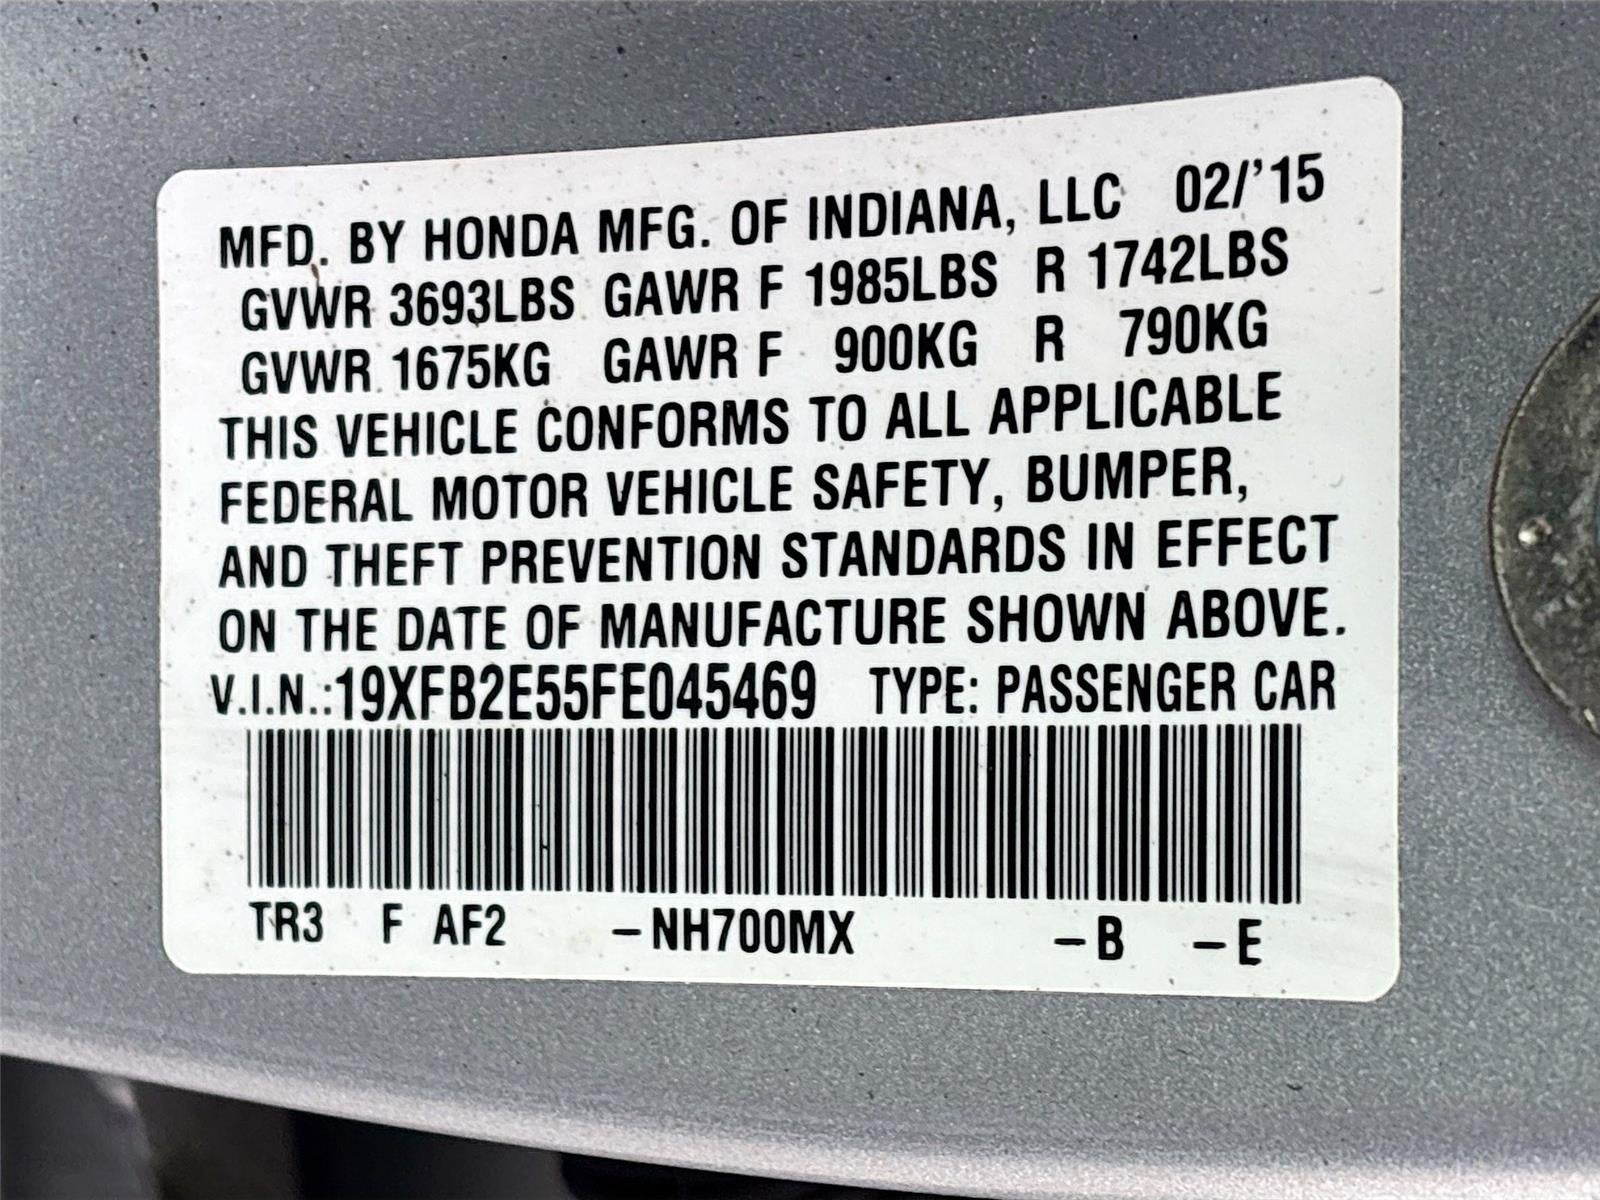 MFD. BY HONDA MFG. OF INDIANA, LLC 02/'15
GVWR 3693LBS GAWR F 1985LBS R 1742LBS
GVWR 1675KG GAWR F 900KG R 790KG
THIS VEHICLE CONFORMS TO ALL APPLICABLE
FEDERAL MOTOR VEHICLE SAFETY, BUMPER,
AND THEFT PREVENTION STANDARDS IN EFFECT
ON THE DATE OF MANUFACTURE SHOWN ABOVE.
V.I.N.:19XFB2E55FE045469 TYPE: PASSENGER CAR
TR3 F AF2 –NH700MX –B –E